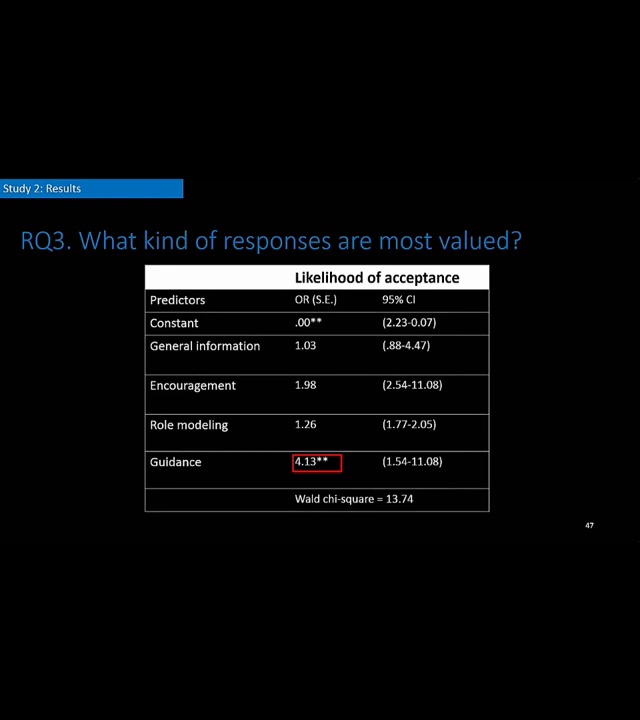 Study 2: Results
RQ3. What kind of responses are most valued?
Likelihood of acceptance
Predictors OR (S.E.) 95% CI
Constant .00** (2.23-0.07)
General information 1.03 (.88-4.47)
Encouragement 1.98 (2.54-11.08)
Role modeling 1.26 (1.77-2.05)
Guidance 4.13** (1.54-11.08)
Wald chi-square = 13.74
47